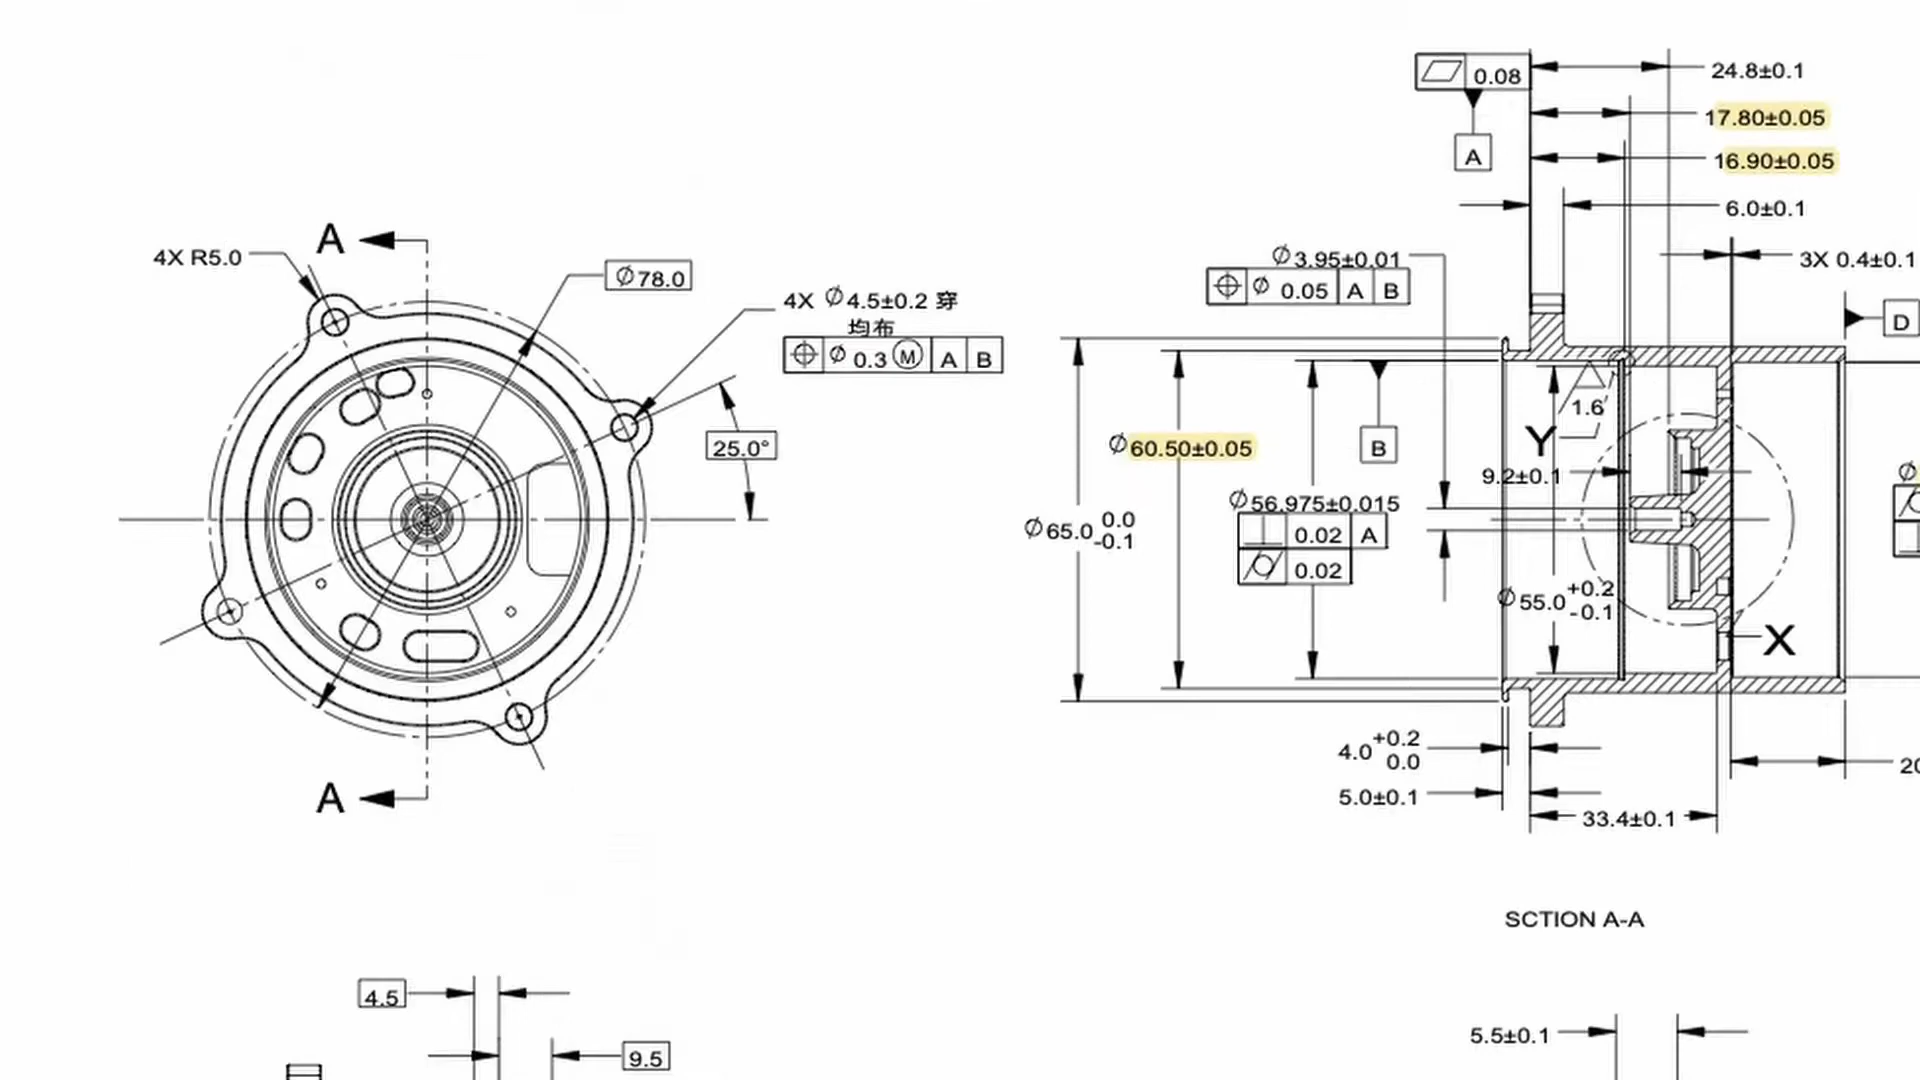 A
4X R5.0
⌀78.0
4X ⌀4.5±0.2 穿
均布
⌀ 0.3 Ⓜ A B
25.0°
A
0.08
A
24.8±0.1
17.80±0.05
16.90±0.05
6.0±0.1
3X 0.4±0.1
D
⌀3.95±0.01
⌀ 0.05 A B
1.6
Y
B
⌀60.50±0.05
9.2±0.1
⌀56.975±0.015
0.02 A
0.02
⌀65.0 0.0
-0.1
⌀55.0 +0.2
-0.1
X
4.0 +0.2
0.0
5.0±0.1
33.4±0.1
20
SCTION A-A
4.5
9.5
5.5±0.1